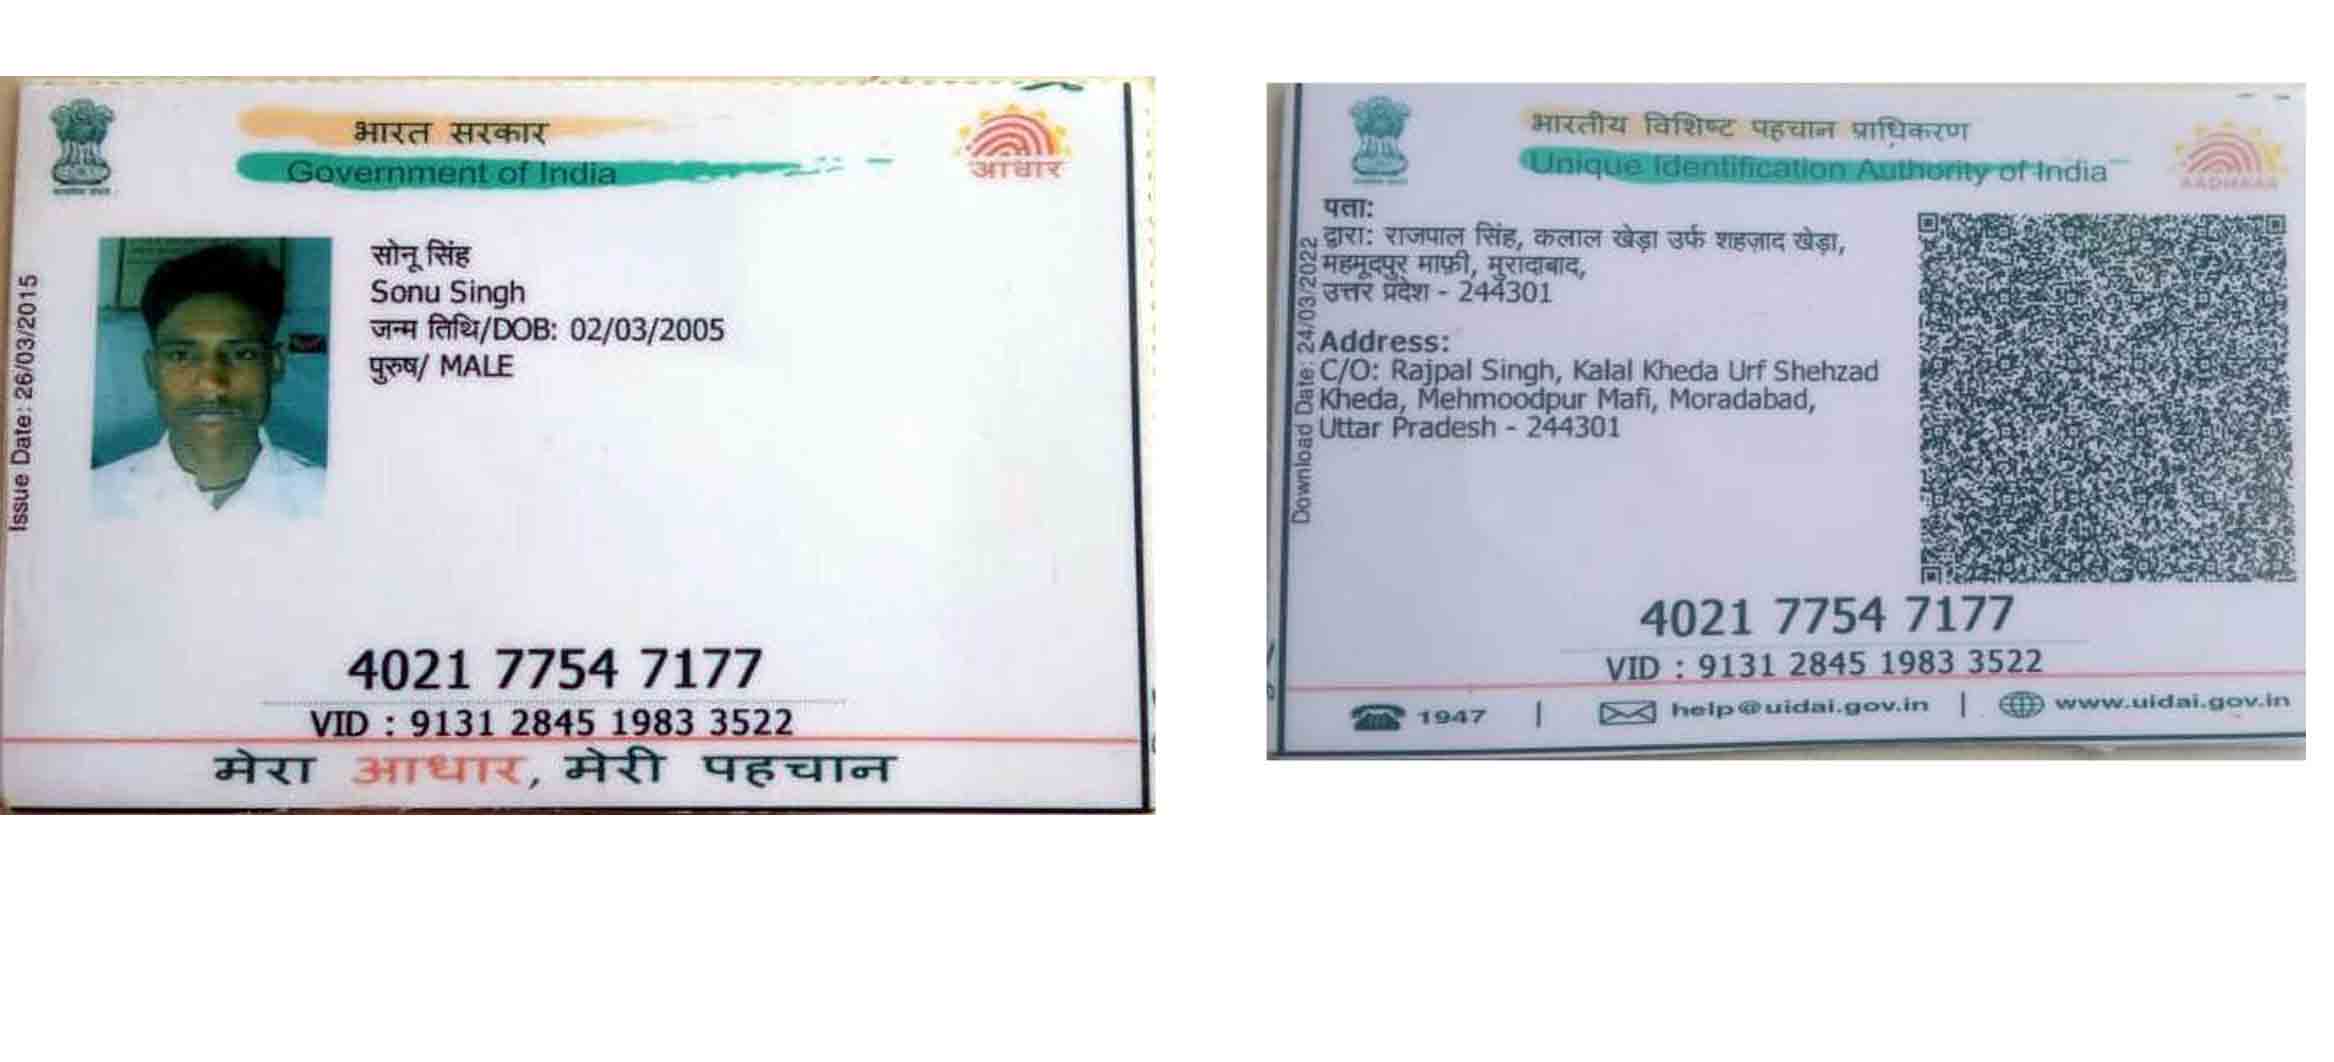 भारत सरकार
Government of India
आधार
Issue Date: 26/03/2015
सोनू सिंह
Sonu Singh
जन्म तिथि/DOB: 02/03/2005
पुरुष/ MALE
4021 7754 7177
VID : 9131 2845 1983 3522
मेरा आधार, मेरी पहचान
भारतीय विशिष्ट पहचान प्राधिकरण
Unique Identification Authority of India
AADHAAR
Download Date: 24/03/2022
पता:
द्वारा: राजपाल सिंह, कलाल खेड़ा उर्फ शहज़ाद खेड़ा,
महमूदपुर माफ़ी, मुरादाबाद,
उत्तर प्रदेश - 244301
Address:
C/O: Rajpal Singh, Kalal Kheda Urf Shehzad
Kheda, Mehmoodpur Mafi, Moradabad,
Uttar Pradesh - 244301
4021 7754 7177
VID : 9131 2845 1983 3522
1947 | help@uidai.gov.in | www.uidai.gov.in